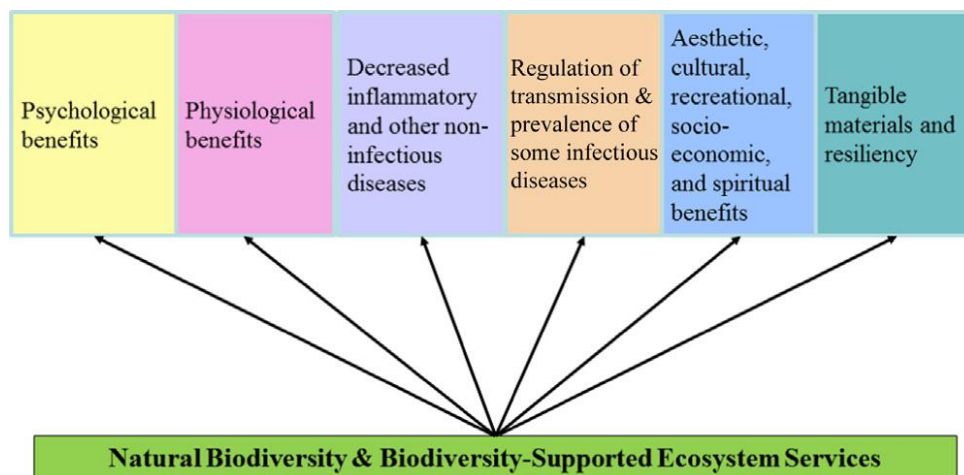 Psychological
benefits
Physiological
benefits
Decreased
inflammatory
and other non-
infectious
diseases
Regulation of
transmission &
prevalence of
some infectious
diseases
Aesthetic,
cultural,
recreational,
socio-
economic,
and spiritual
benefits
Tangible
materials and
resiliency
Natural Biodiversity & Biodiversity-Supported Ecosystem Services